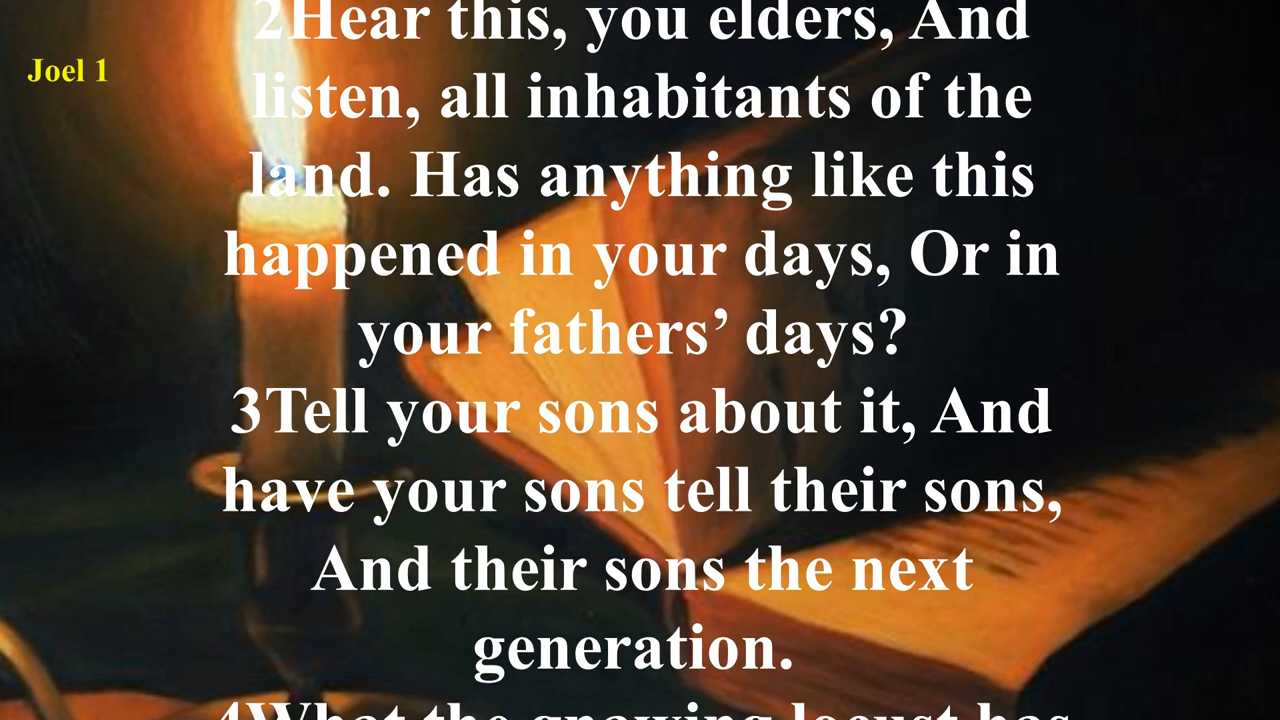 2Hear this, you elders, And
Joel 1
listen, all inhabitants of the
land. Has anything like this
happened in your days, Or in
your fathers’ days?
3Tell your sons about it, And
have your sons tell their sons,
And their sons the next
generation.
4What the gnawing locust has